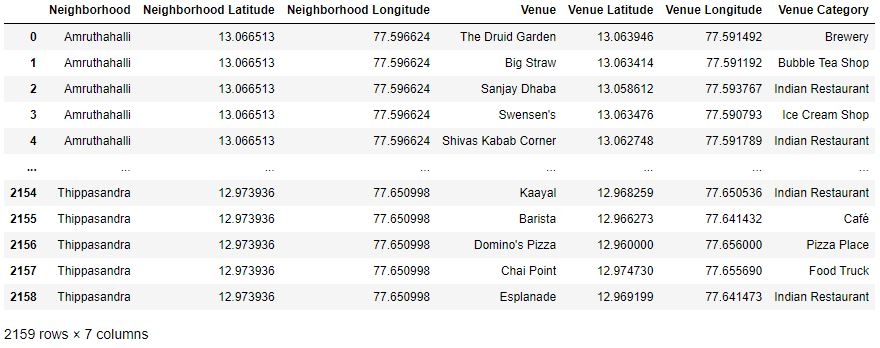 Neighborhood Neighborhood Latitude Neighborhood Longitude Venue Venue Latitude Venue Longitude Venue Category
0 Amruthahalli 13.066513 77.596624 The Druid Garden 13.063946 77.591492 Brewery
1 Amruthahalli 13.066513 77.596624 Big Straw 13.063414 77.591192 Bubble Tea Shop
2 Amruthahalli 13.066513 77.596624 Sanjay Dhaba 13.058612 77.593767 Indian Restaurant
3 Amruthahalli 13.066513 77.596624 Swensen's 13.063476 77.590793 Ice Cream Shop
4 Amruthahalli 13.066513 77.596624 Shivas Kabab Corner 13.062748 77.591789 Indian Restaurant
... ... ... ... ... ... ... ...
2154 Thippasandra 12.973936 77.650998 Kaayal 12.968259 77.650536 Indian Restaurant
2155 Thippasandra 12.973936 77.650998 Barista 12.966273 77.641432 Café
2156 Thippasandra 12.973936 77.650998 Domino's Pizza 12.960000 77.656000 Pizza Place
2157 Thippasandra 12.973936 77.650998 Chai Point 12.974730 77.655690 Food Truck
2158 Thippasandra 12.973936 77.650998 Esplanade 12.969199 77.641473 Indian Restaurant
2159 rows × 7 columns